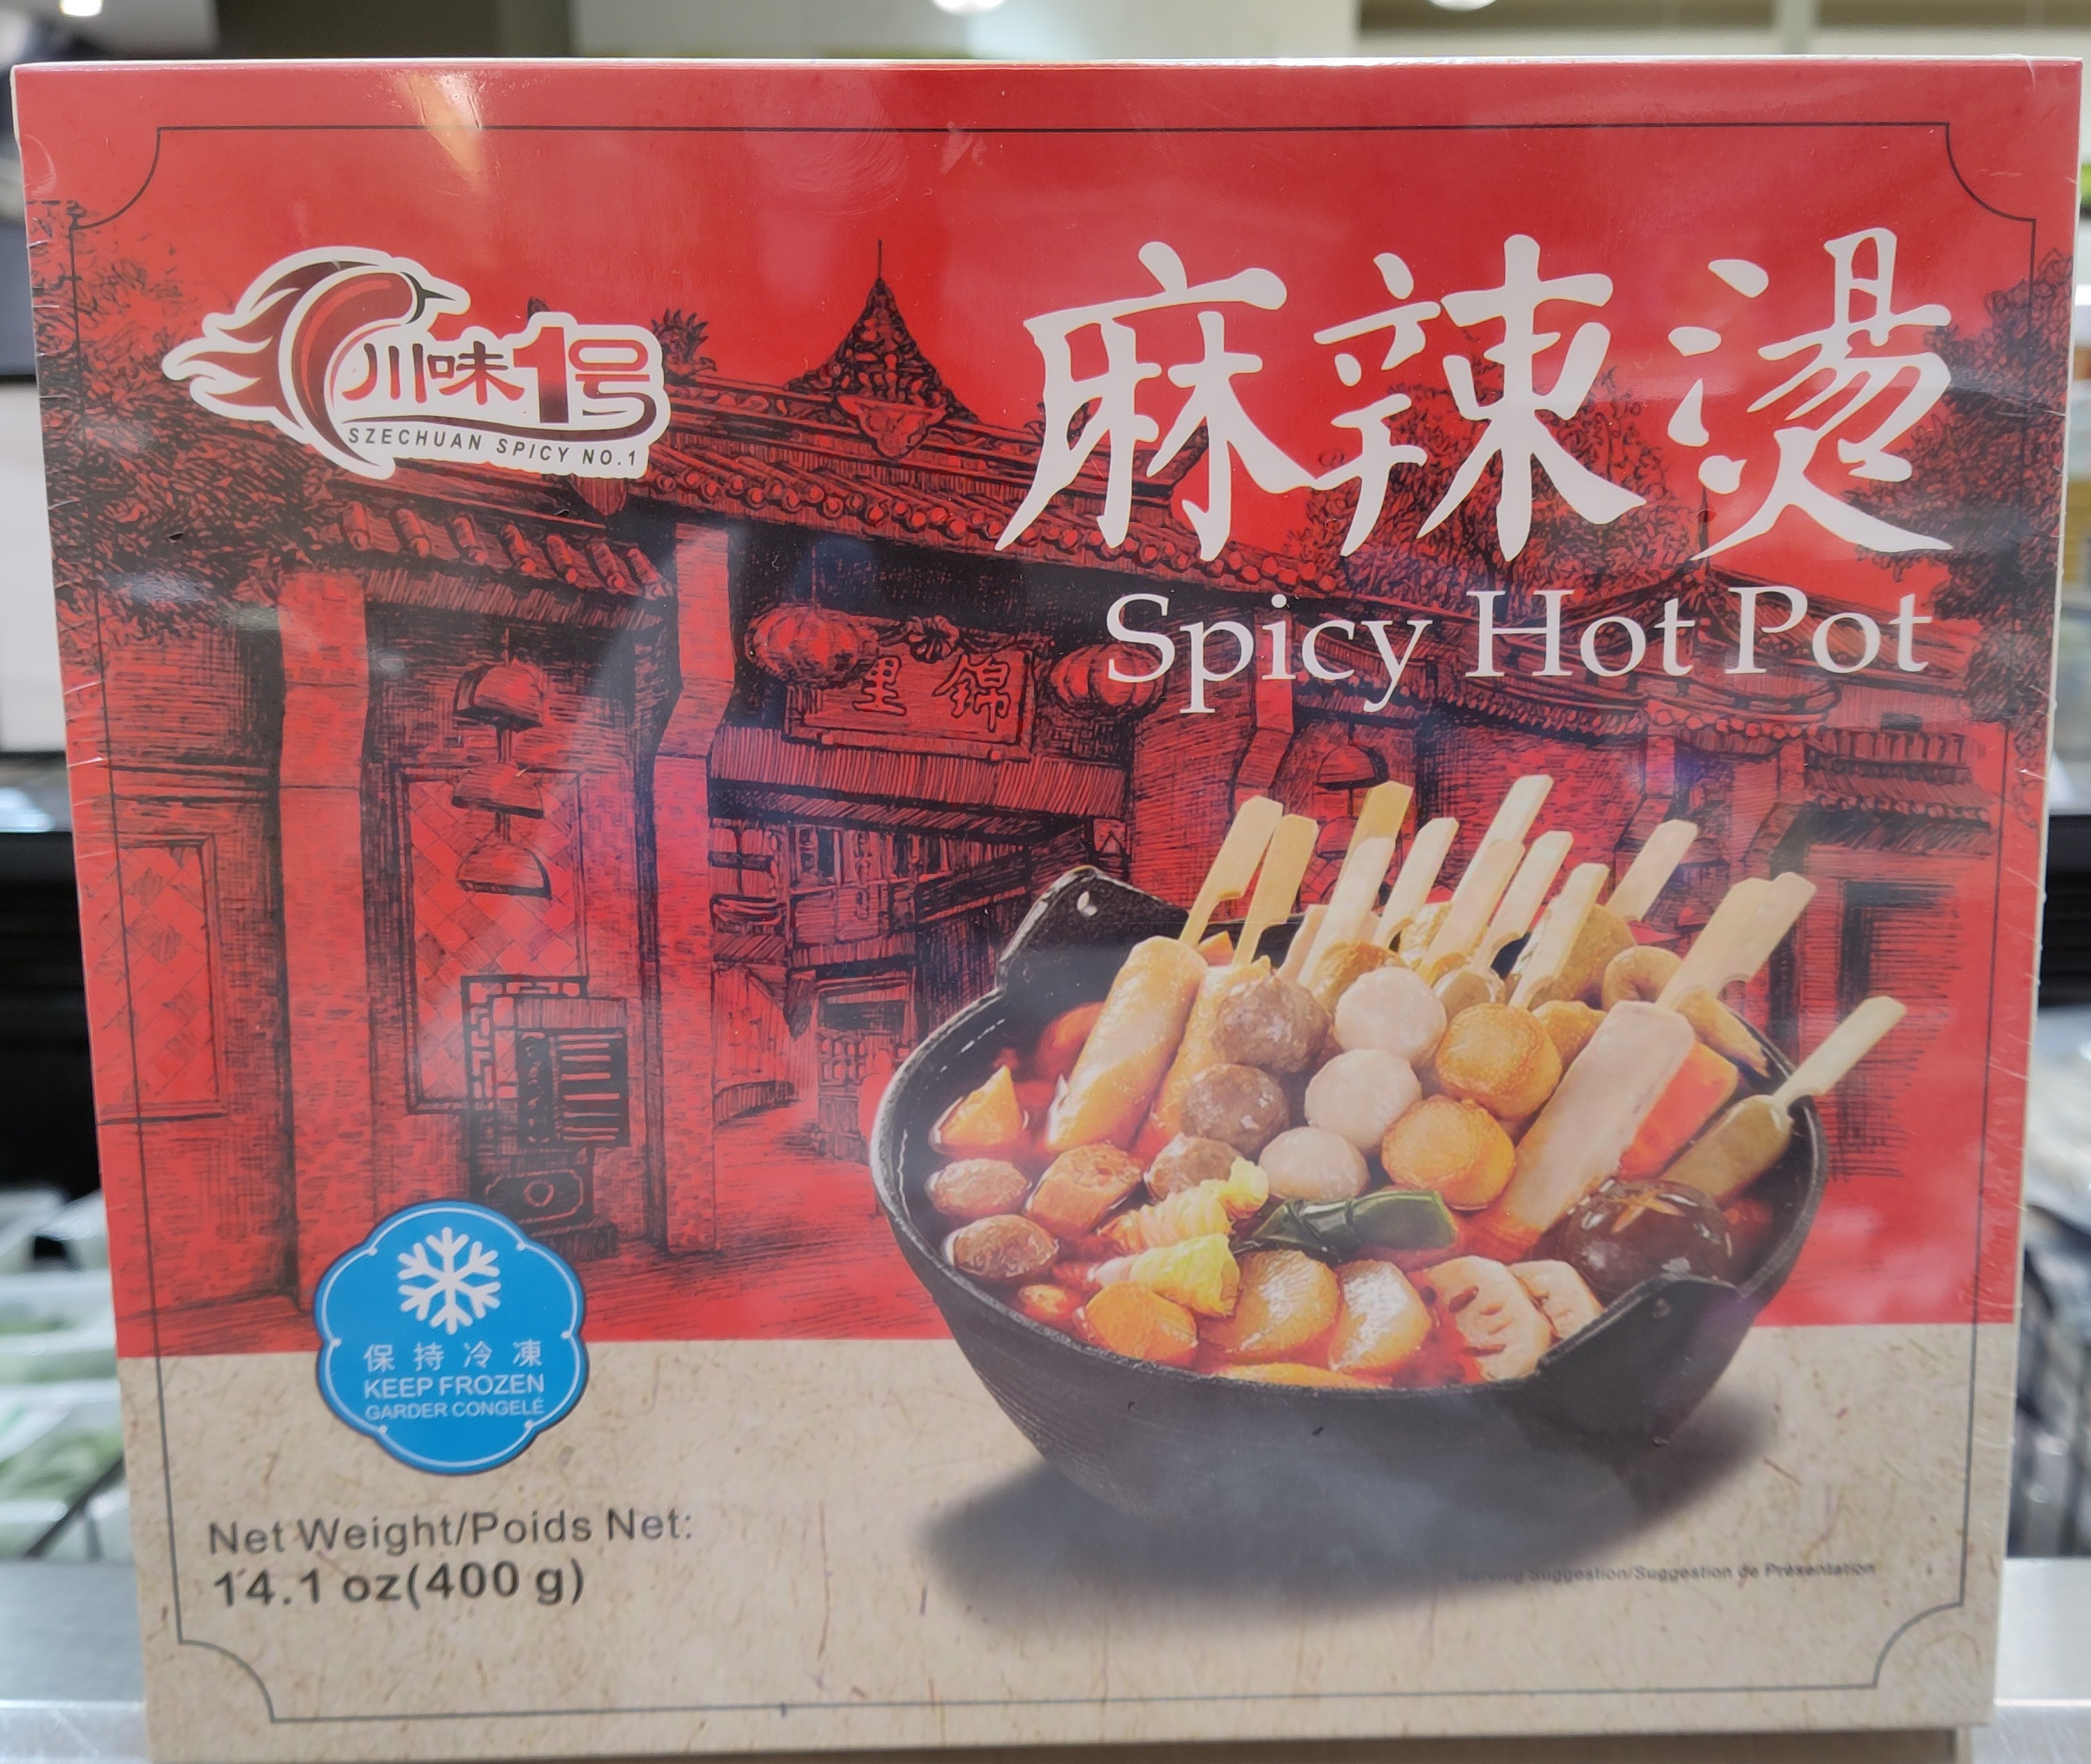 川味1号
SZECHUAN SPICY NO.1
麻辣燙
Spicy Hot Pot
里 錦
保持冷凍
KEEP FROZEN
GARDER CONGELÉ
Net Weight/Poids Net:
14.1 oz(400 g)
Serving Suggestion/Suggestion de Présentation